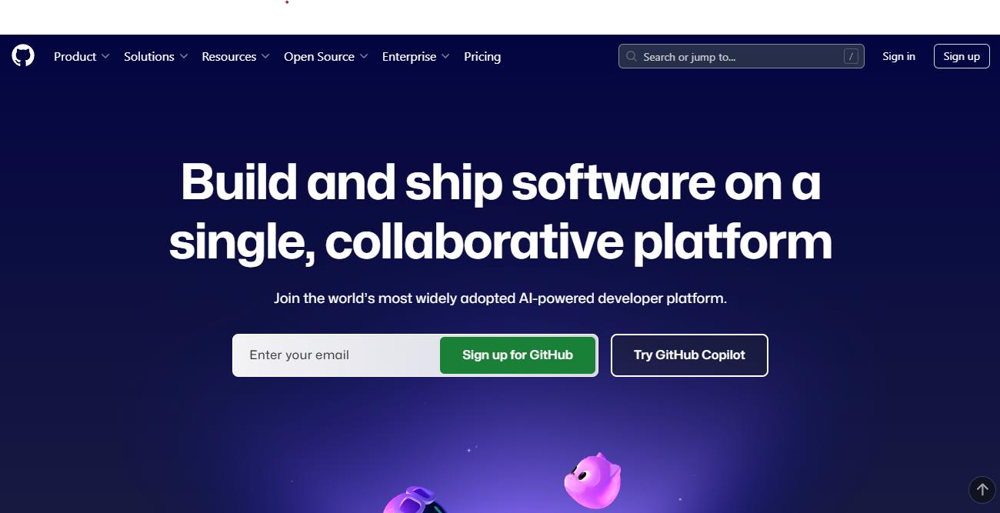 Product Solutions Resources Open Source Enterprise Pricing Search or jump to... / Sign in Sign up
Build and ship software on a
single, collaborative platform
Join the world’s most widely adopted AI-powered developer platform.
Enter your email Sign up for GitHub Try GitHub Copilot